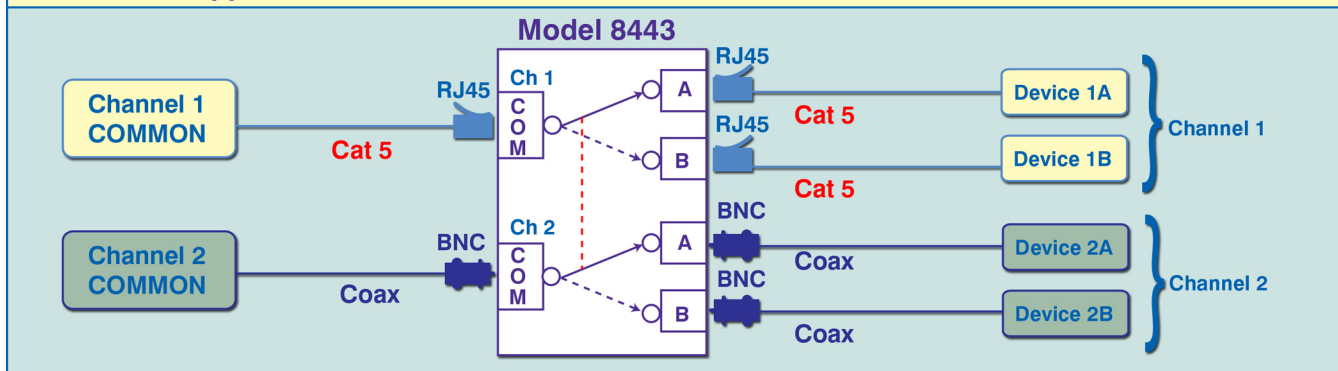 Model 8443
Channel 1
COMMON
Cat 5
RJ45
Ch 1
C
O
M
A
B
RJ45
Cat 5
RJ45
Cat 5
Device 1A
Device 1B
Channel 1
Channel 2
COMMON
Coax
BNC
Ch 2
C
O
M
A
B
BNC
Coax
BNC
Coax
Device 2A
Device 2B
Channel 2